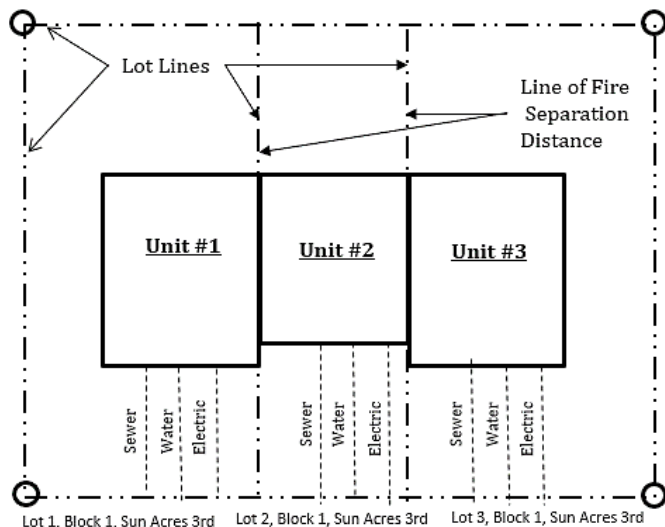 Lot Lines
Line of Fire
Separation
Distance
Unit #1
Unit #2
Unit #3
Sewer
Water
Electric
Sewer
Water
Electric
Sewer
Water
Electric
Lot 1, Block 1, Sun Acres 3rd
Lot 2, Block 1, Sun Acres 3rd
Lot 3, Block 1, Sun Acres 3rd